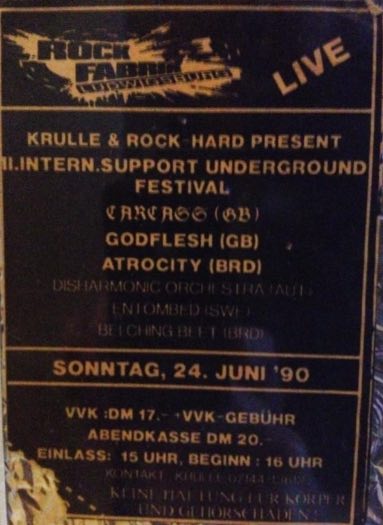 ROCK
FABRIK
LUDWIGSBURG
LIVE
KRULLE & ROCK HARD PRESENT
II.INTERN.SUPPORT UNDERGROUND
FESTIVAL
CARCASS (GB)
GODFLESH (GB)
ATROCITY (BRD)
DISHARMONIC ORCHESTRA (AUT)
ENTOMBED (SWE)
BELCHING BEET (BRD)
SONNTAG, 24. JUNI '90
VVK :DM 17.- +VVK-GEBÜHR
ABENDKASSE DM 20.-
EINLASS: 15 UHR, BEGINN : 16 UHR
KONTAKT: KRULLE
KEINE HAFTUNG FÜR KÖRPER
UND GEHÖRSCHÄDEN!